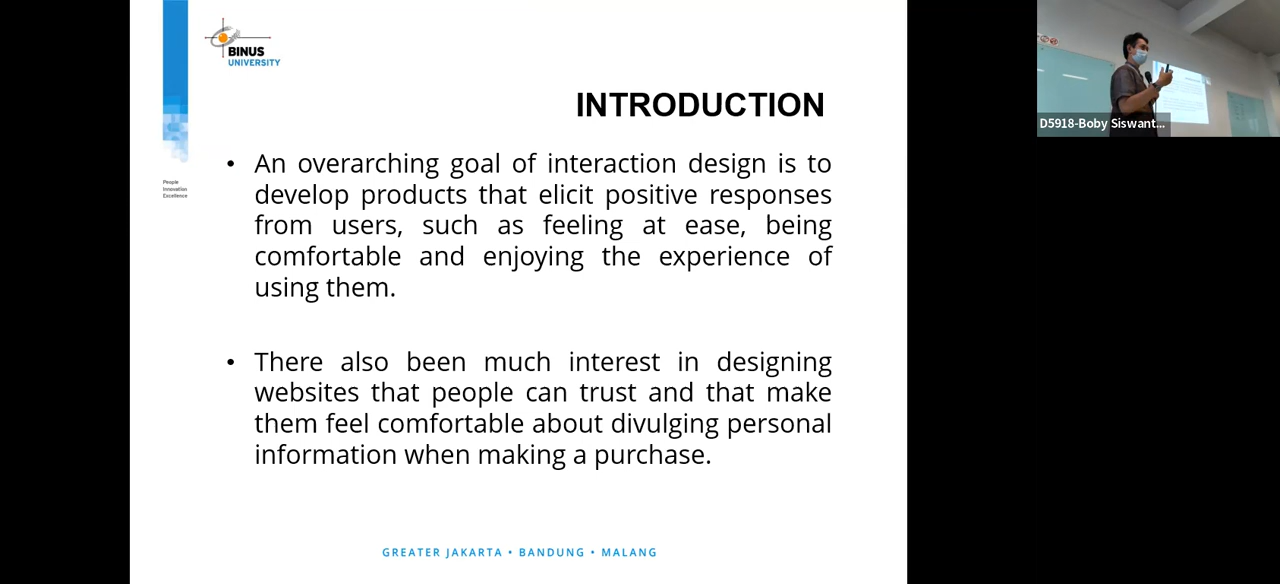 BINUS
UNIVERSITY
INTRODUCTION
People
Innovation
Excellence
• An overarching goal of interaction design is to
develop products that elicit positive responses
from users, such as feeling at ease, being
comfortable and enjoying the experience of
using them.
• There also been much interest in designing
websites that people can trust and that make
them feel comfortable about divulging personal
information when making a purchase.
GREATER JAKARTA • BANDUNG • MALANG
D5918-Boby Siswant...